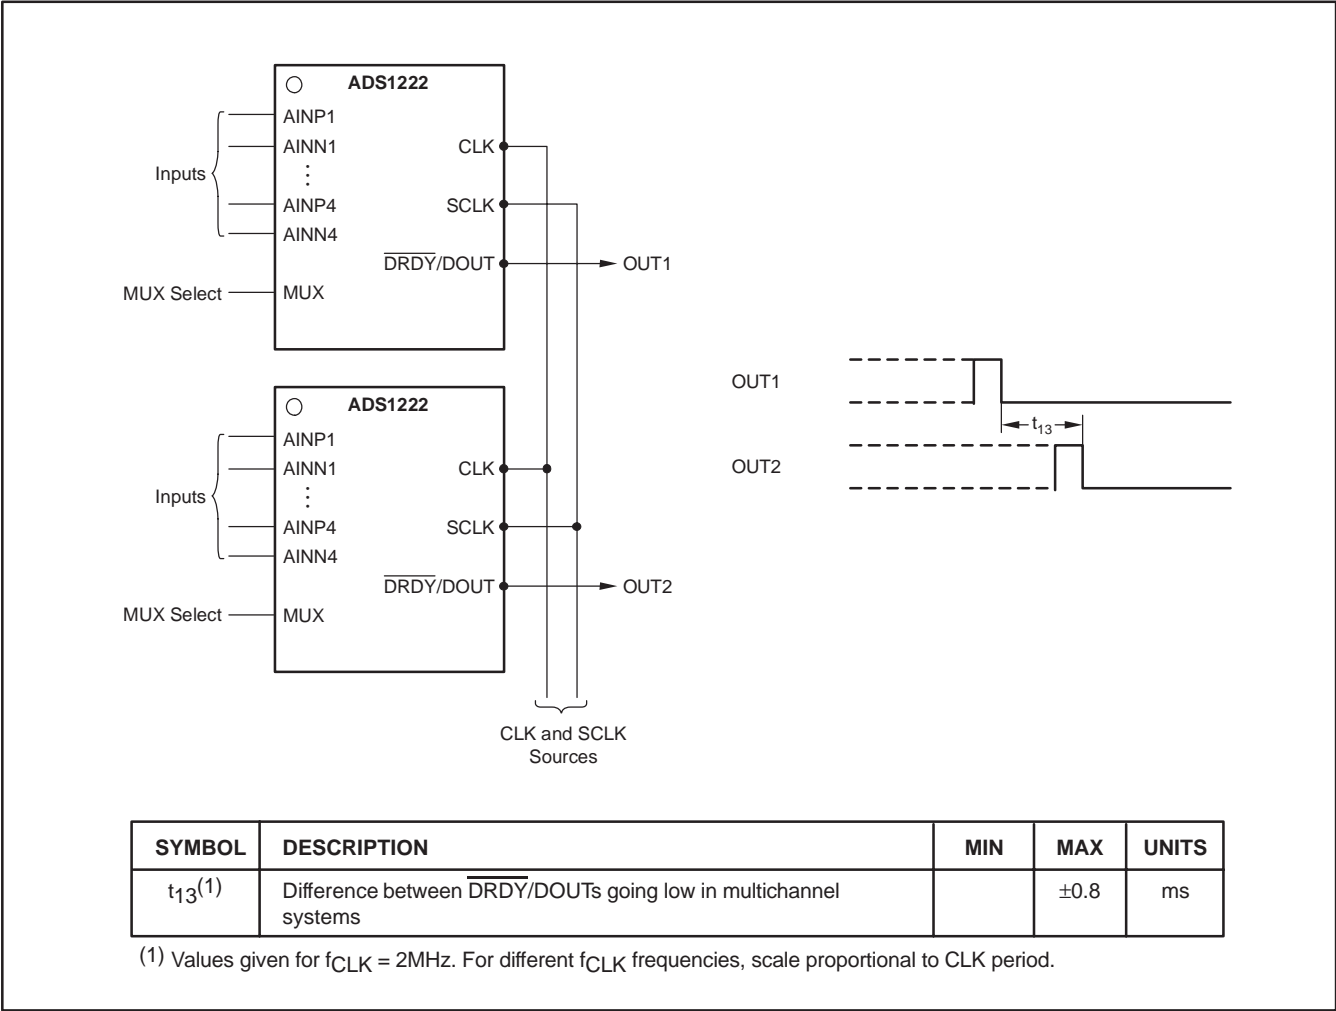 ADS1222
AINP1
AINN1
CLK
Inputs
⋮
AINP4
SCLK
AINN4
DRDY/DOUT
OUT1
MUX Select
MUX
ADS1222
AINP1
AINN1
CLK
Inputs
⋮
AINP4
SCLK
AINN4
DRDY/DOUT
OUT2
MUX Select
MUX
CLK and SCLK
Sources
OUT1
t13
OUT2
SYMBOL DESCRIPTION MIN MAX UNITS
t13(1) Difference between DRDY/DOUTs going low in multichannel ±0.8 ms
systems
(1) Values given for fCLK = 2MHz. For different fCLK frequencies, scale proportional to CLK period.